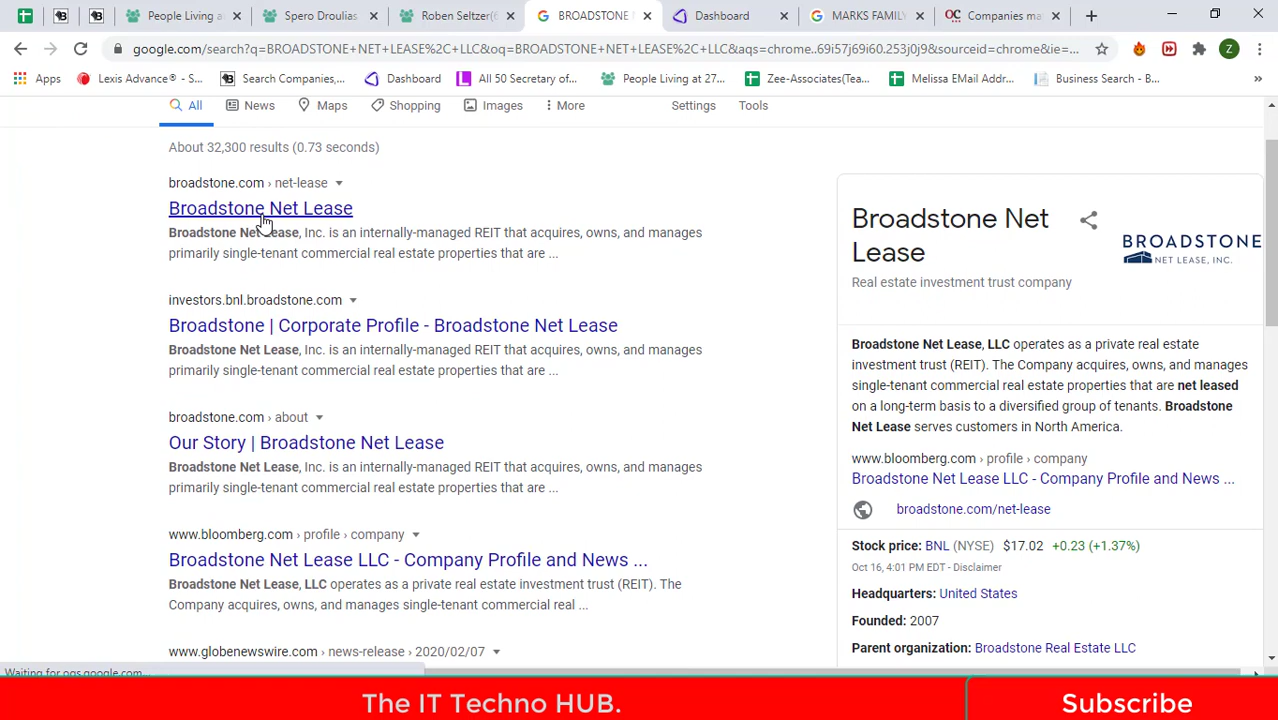 People Living a
Spero Droulias
Roben Seltzer(6
BROADSTONE N
Dashboard
MARKS FAMILY
Companies ma
google.com/search?q=BROADSTONE+NET+LEASE%2C+LLC&oq=BROADSTONE+NET+LEASE%2C+LLC&aqs=chrome..69i57j69i60.253j0j9&sourceid=chrome&ie=...
Z
Apps
Lexis Advance® - S...
Search Companies,...
Dashboard
All 50 Secretary of...
People Living at 27...
Zee-Associates(Tea...
Melissa EMail Addr...
Business Search - B...
»
All
News
Maps
Shopping
Images
More
Settings
Tools
About 32,300 results (0.73 seconds)
broadstone.com › net-lease
Broadstone Net Lease
Broadstone Net Lease, Inc. is an internally-managed REIT that acquires, owns, and manages
primarily single-tenant commercial real estate properties that are ...
investors.bnl.broadstone.com
Broadstone | Corporate Profile - Broadstone Net Lease
Broadstone Net Lease, Inc. is an internally-managed REIT that acquires, owns, and manages
primarily single-tenant commercial real estate properties that are ...
broadstone.com › about
Our Story | Broadstone Net Lease
Broadstone Net Lease, Inc. is an internally-managed REIT that acquires, owns, and manages
primarily single-tenant commercial real estate properties that are ...
www.bloomberg.com › profile › company
Broadstone Net Lease LLC - Company Profile and News ...
Broadstone Net Lease, LLC operates as a private real estate investment trust (REIT). The
Company acquires, owns, and manages single-tenant commercial real ...
www.globenewswire.com › news-release › 2020/02/07
Broadstone Net
Lease
BROADSTONE
NET LEASE, INC.
Real estate investment trust company
Broadstone Net Lease, LLC operates as a private real estate
investment trust (REIT). The Company acquires, owns, and manages
single-tenant commercial real estate properties that are net leased
on a long-term basis to a diversified group of tenants. Broadstone
Net Lease serves customers in North America.
www.bloomberg.com › profile › company
Broadstone Net Lease LLC - Company Profile and News ...
broadstone.com/net-lease
Stock price: BNL (NYSE) $17.02 +0.23 (+1.37%)
Oct 16, 4:01 PM EDT - Disclaimer
Headquarters: United States
Founded: 2007
Parent organization: Broadstone Real Estate LLC
Waiting for ogs.google.com...
The IT Techno HUB.
Subscribe